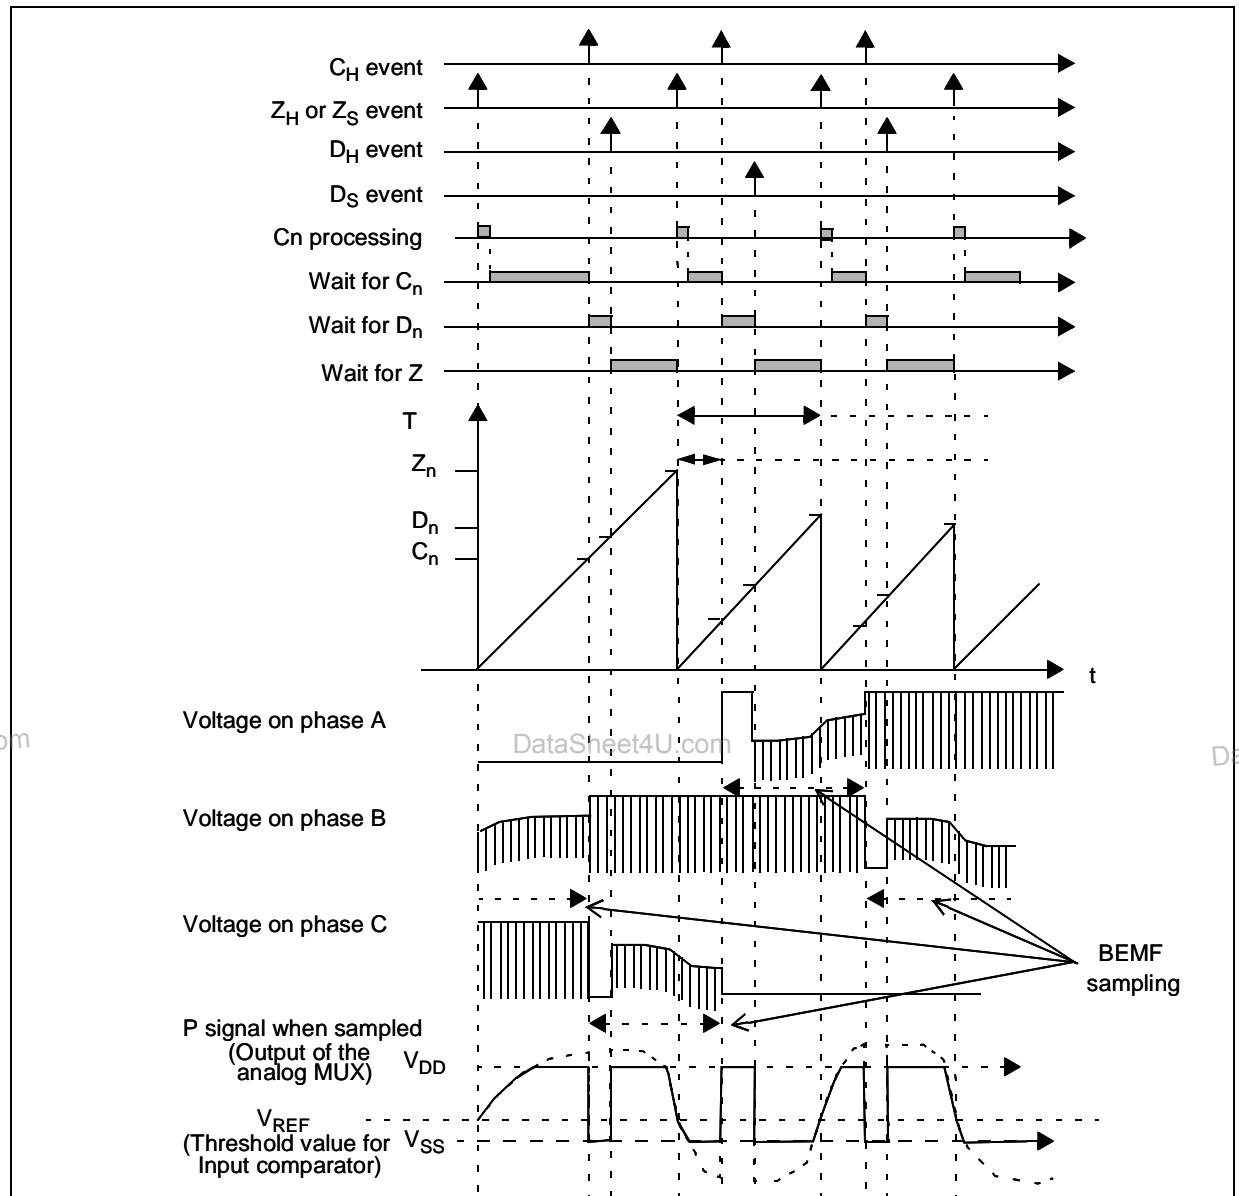 CH event
ZH or ZS event
DH event
DS event
Cn processing
Wait for Cn
Wait for Dn
Wait for Z
T
Zn
Dn
Cn
t
Voltage on phase A
DataSheet4U.com
om
Da
Voltage on phase B
Voltage on phase C
BEMF
sampling
P signal when sampled
(Output of the
analog MUX)
VDD
VREF
(Threshold value for
Input comparator)
VSS